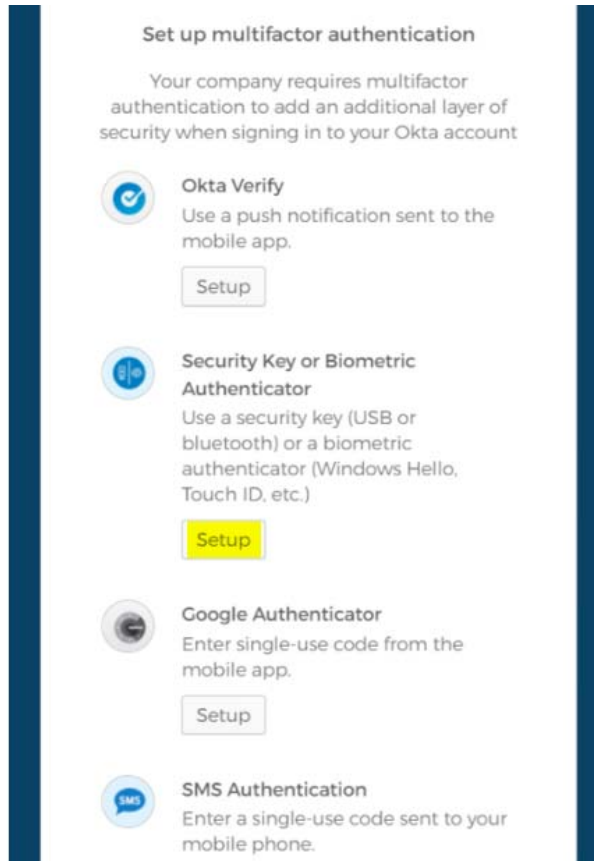 Set up multifactor authentication
Your company requires multifactor
authentication to add an additional layer of
security when signing in to your Okta account
Okta Verify
Use a push notification sent to the
mobile app.
Setup
Security Key or Biometric
Authenticator
Use a security key (USB or
bluetooth) or a biometric
authenticator (Windows Hello,
Touch ID, etc.)
Setup
Google Authenticator
Enter single-use code from the
mobile app.
Setup
SMS
SMS Authentication
Enter a single-use code sent to your
mobile phone.